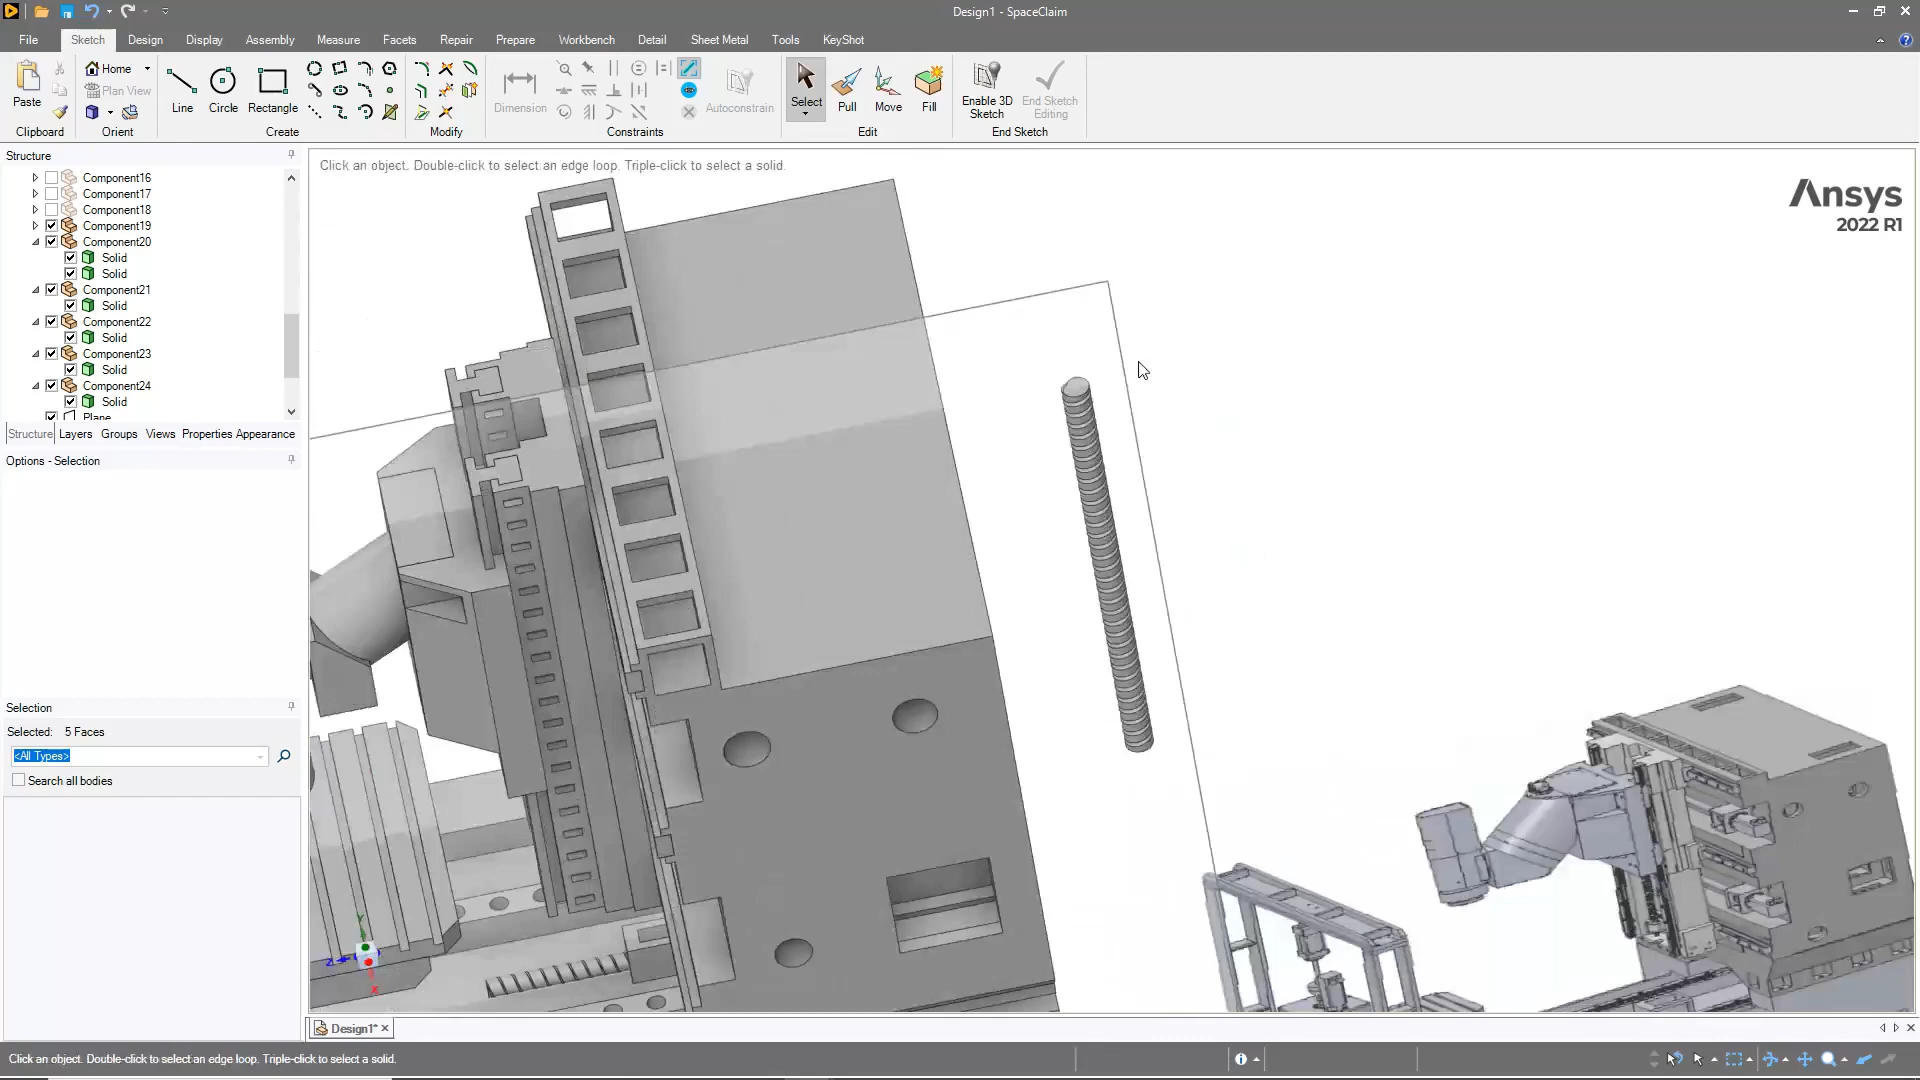 Design1 - SpaceClaim
File Sketch Design Display Assembly Measure Facets Repair Prepare Workbench Detail Sheet Metal Tools KeyShot
Paste
Clipboard
Home
Plan View
Orient
Line Circle Rectangle
Create
Modify
Dimension
Autoconstrain
Constraints
Select Pull Move Fill
Edit
Enable 3D Sketch
End Sketch Editing
End Sketch
Structure
Component16
Component17
Component18
Component19
Component20
Solid
Solid
Component21
Solid
Component22
Solid
Component23
Solid
Component24
Solid
Plane
Structure Layers Groups Views Properties Appearance
Options - Selection
Selection
Selected: 5 Faces
<All Types>
Search all bodies
Click an object. Double-click to select an edge loop. Triple-click to select a solid.
Ansys
2022 R1
Y
Z
X
Design1*
Click an object. Double-click to select an edge loop. Triple-click to select a solid.